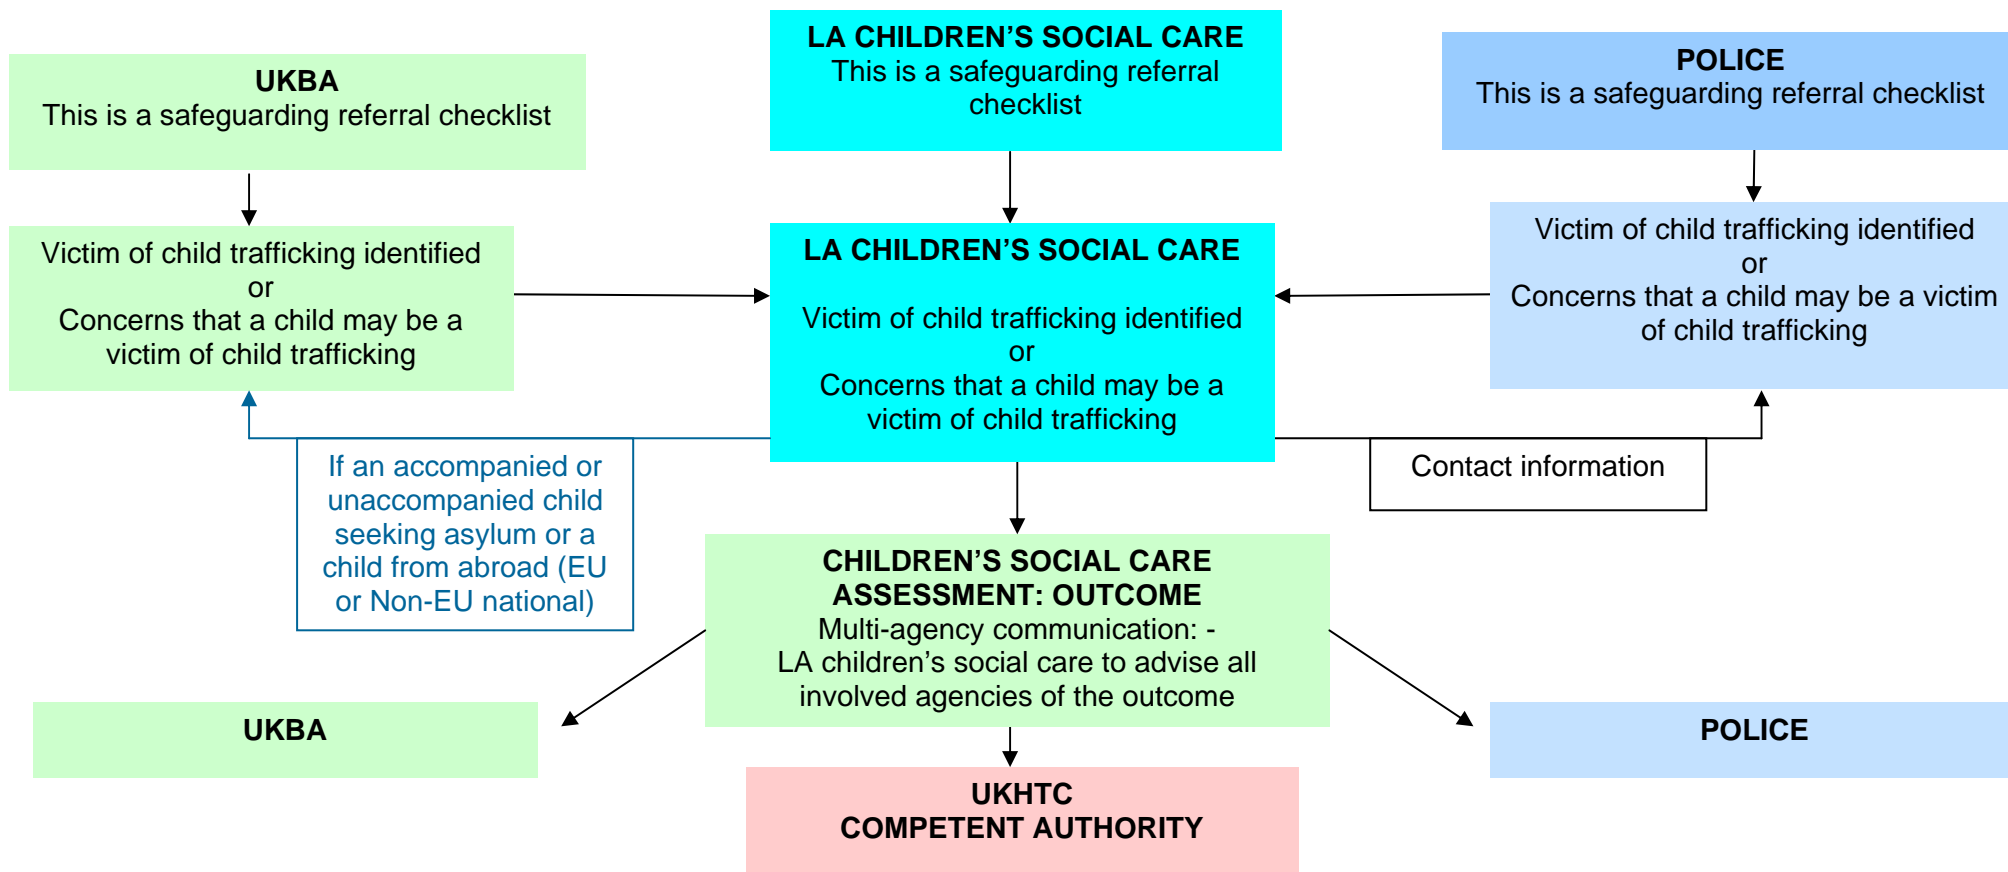 UKBA
This is a safeguarding referral checklist
LA CHILDREN'S SOCIAL CARE
This is a safeguarding referral
checklist
POLICE
This is a safeguarding referral checklist
Victim of child trafficking identified
or
Concerns that a child may be a
victim of child trafficking
LA CHILDREN'S SOCIAL CARE
Victim of child trafficking identified
or
Concerns that a child may be a
victim of child trafficking
Victim of child trafficking identified
or
Concerns that a child may be a victim
of child trafficking
If an accompanied or
unaccompanied child
seeking asylum or a
child from abroad (EU
or Non-EU national)
Contact information
CHILDREN'S SOCIAL CARE
ASSESSMENT: OUTCOME
Multi-agency communication: -
LA children's social care to advise all
involved agencies of the outcome
UKBA
POLICE
UKHTC
COMPETENT AUTHORITY